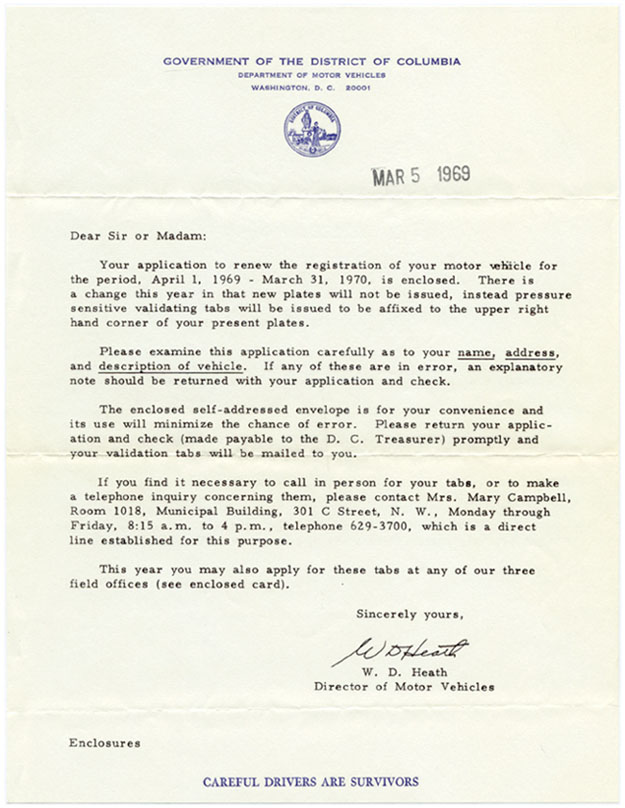 GOVERNMENT OF THE DISTRICT OF COLUMBIA
DEPARTMENT OF MOTOR VEHICLES
WASHINGTON, D. C. 20001
MAR 5 1969
Dear Sir or Madam:
Your application to renew the registration of your motor vehicle for
the period, April 1, 1969 - March 31, 1970, is enclosed. There is
a change this year in that new plates will not be issued, instead pressure
sensitive validating tabs will be issued to be affixed to the upper right
hand corner of your present plates.
Please examine this application carefully as to your name, address,
and description of vehicle. If any of these are in error, an explanatory
note should be returned with your application and check.
The enclosed self-addressed envelope is for your convenience and
its use will minimize the chance of error. Please return your applic-
ation and check (made payable to the D. C. Treasurer) promptly and
your validation tabs will be mailed to you.
If you find it necessary to call in person for your tabs, or to make
a telephone inquiry concerning them, please contact Mrs. Mary Campbell,
Room 1018, Municipal Building, 301 C Street, N. W., Monday through
Friday, 8:15 a.m. to 4 p.m., telephone 629-3700, which is a direct
line established for this purpose.
This year you may also apply for these tabs at any of our three
field offices (see enclosed card).
Sincerely yours,
W D Heath
W. D. Heath
Director of Motor Vehicles
Enclosures
CAREFUL DRIVERS ARE SURVIVORS